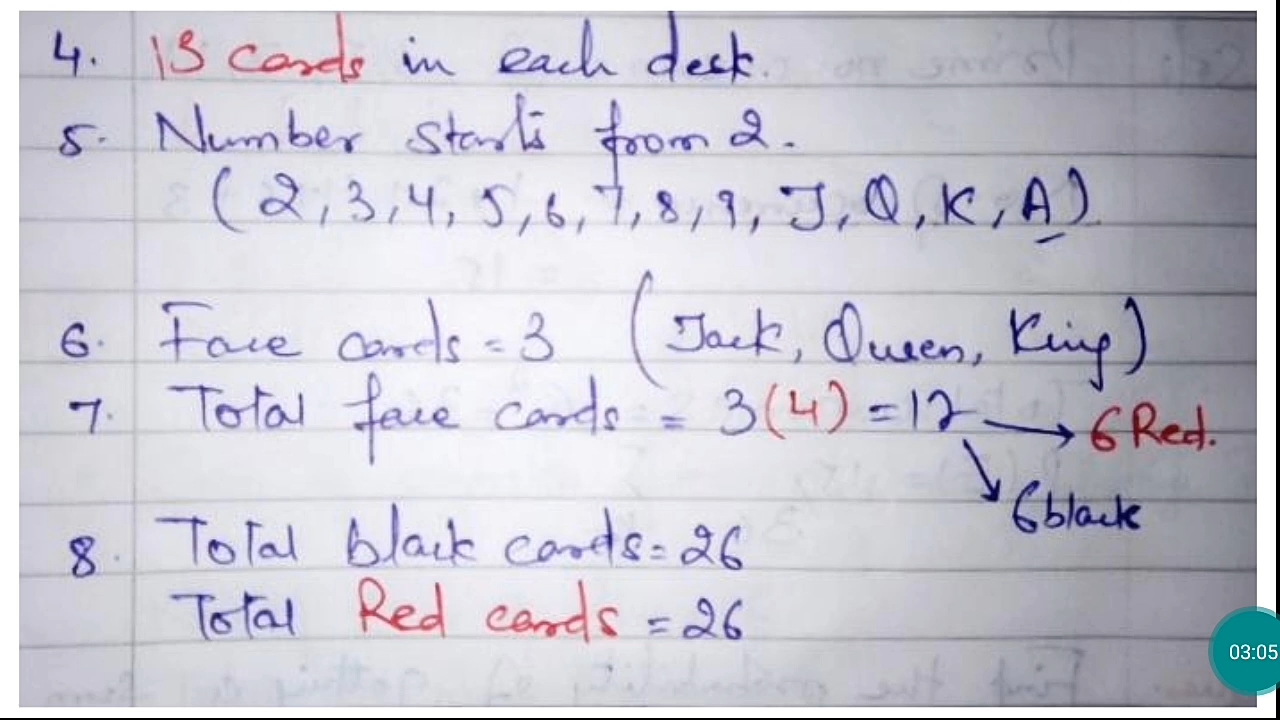 4. 13 cards in each deck.
5. Number starts from 2.
(2,3,4,5,6,7,8,9,J,Q,K,A)
6. Face cards = 3 (Jack, Queen, King)
7. Total face cards = 3(4) = 12 → 6 Red.
↘ 6 black
8. Total black cards = 26
Total Red cards = 26
03:05